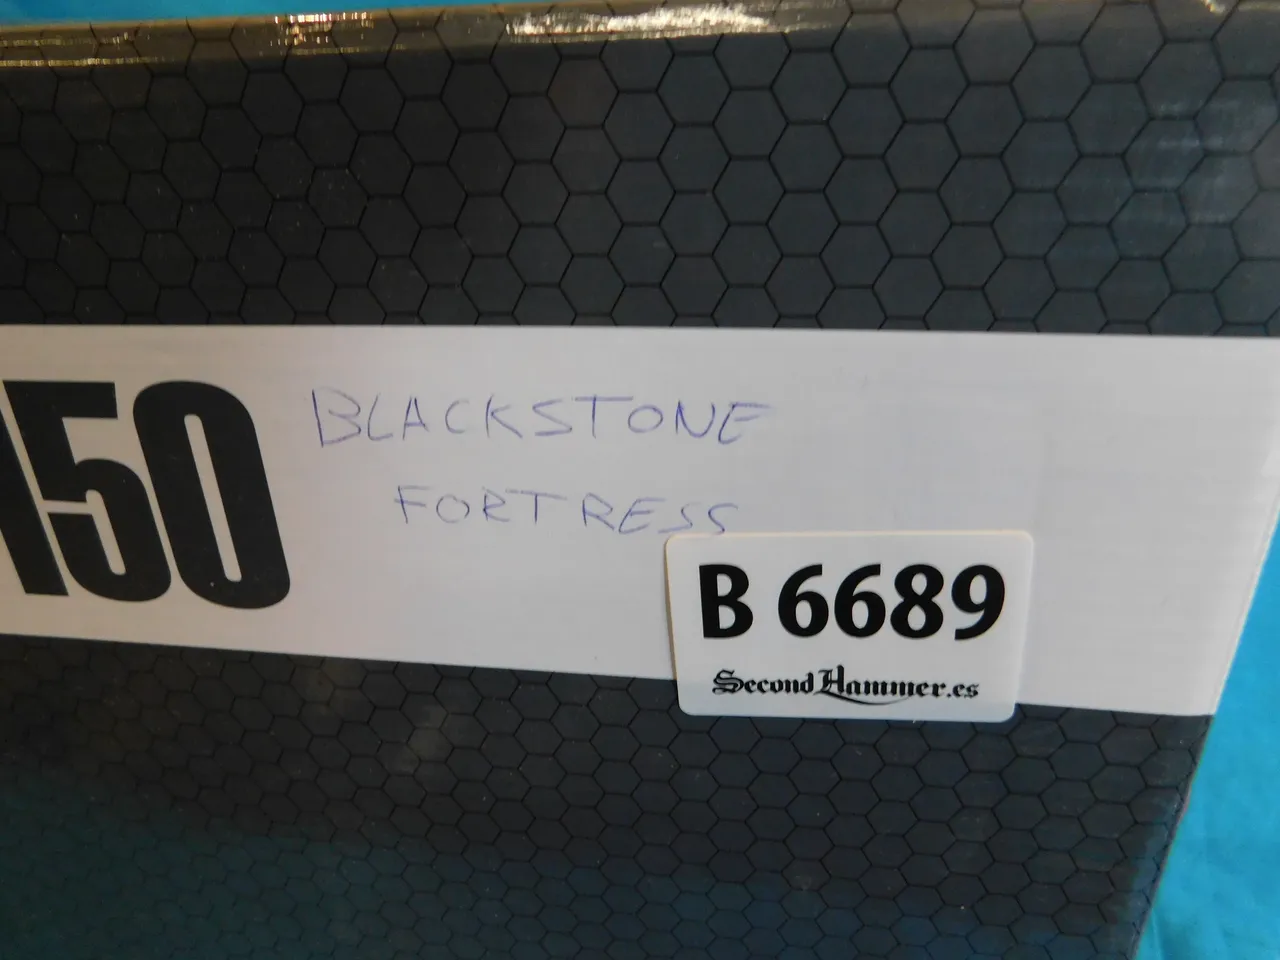 150
BLACKSTONE
FORTRESS
B 6689
SecondHammer.es